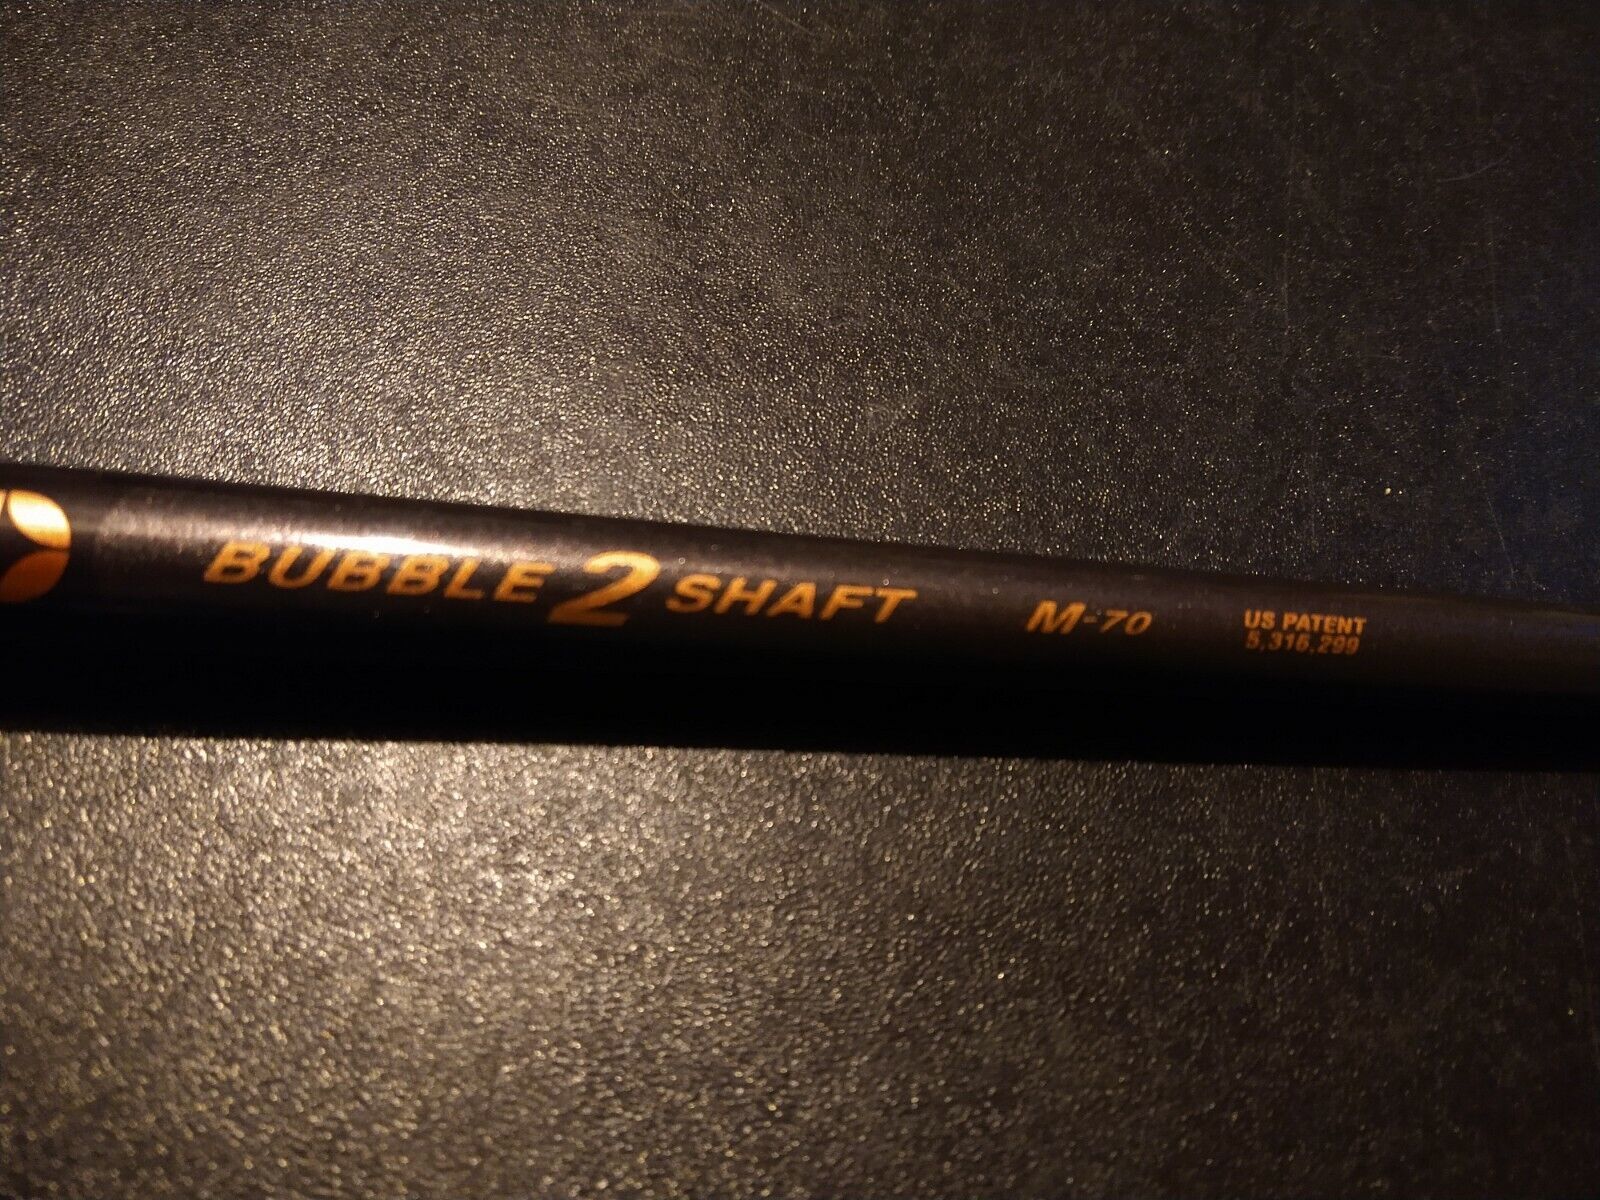 BUBBLE 2 SHAFT M-70 US PATENT
5,316,299